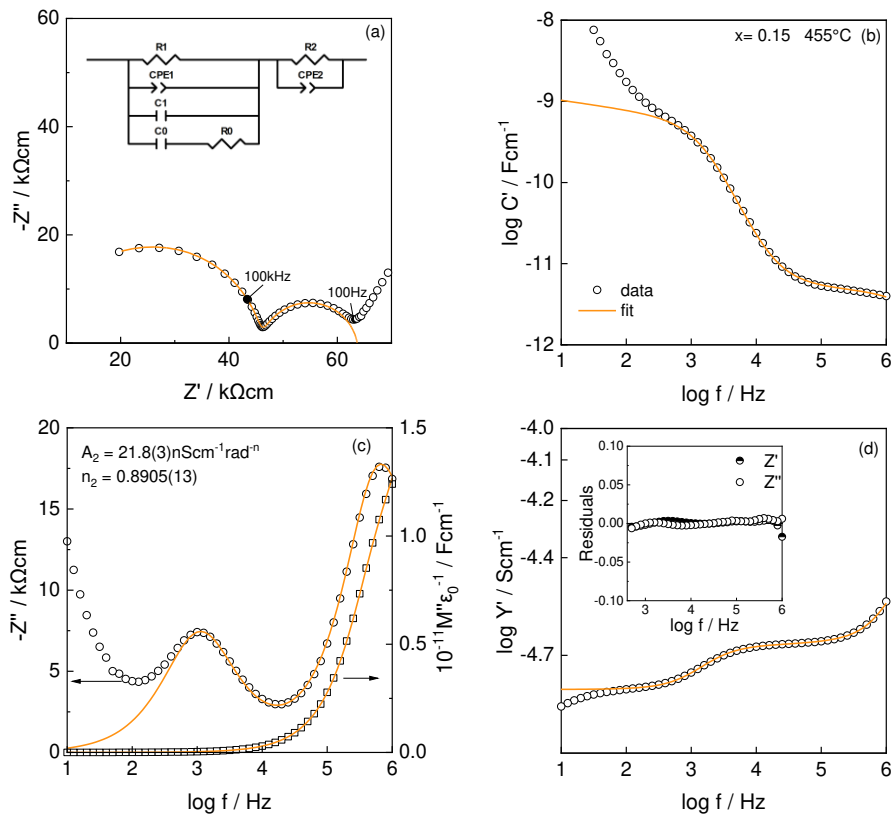 (a)
R1
R2
CPE1
CPE2
C1
C0
R0
100kHz
100Hz
60
50
40
30
20
10
0
-Z'' / kΩcm
20
40
60
Z' / kΩcm
x= 0.15 455°C (b)
-8
-9
-10
-11
-12
log C' / Fcm⁻¹
data
fit
1
2
3
4
5
6
log f / Hz
A₂ = 21.8(3)nScm⁻¹rad⁻ⁿ
n₂ = 0.8905(13)
(c)
20
15
10
5
0
-Z'' / kΩcm
1.5
1.0
0.5
0.0
10⁻¹¹M''ε₀⁻¹ / Fcm⁻¹
1
2
3
4
5
6
log f / Hz
(d)
-4.0
-4.1
-4.2
-4.4
-4.7
log Y' / Scm⁻¹
0.10
0.05
0.00
-0.05
-0.10
Residuals
Z'
Z''
3
4
5
6
log f / Hz
1
2
3
4
5
6
log f / Hz